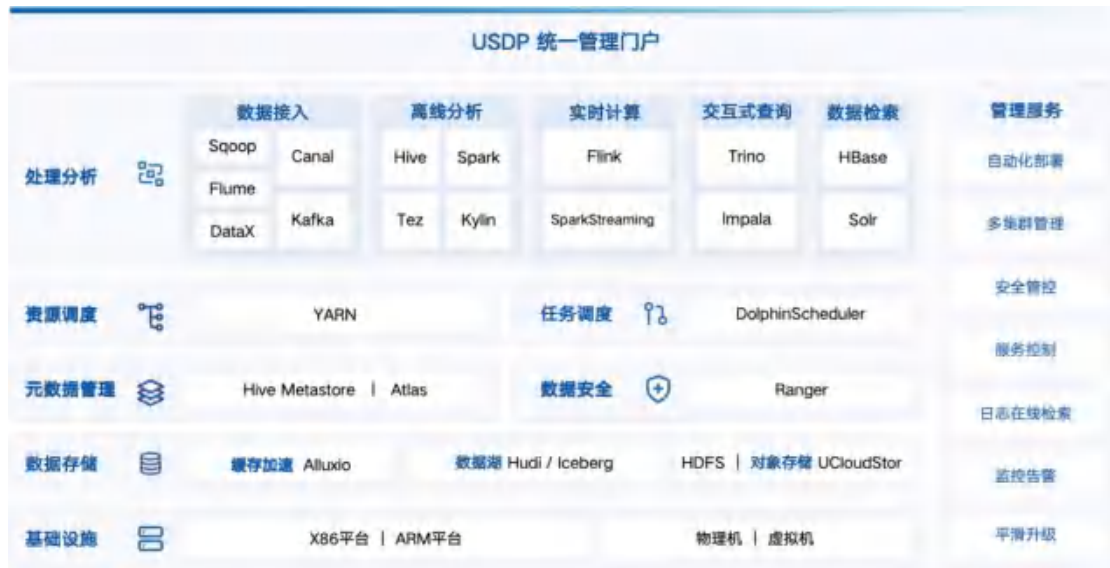 USDP 统一管理门户
处理分析
数据接入
Sqoop
Flume
DataX
Canal
Kafka
离线分析
Hive
Spark
Tez
Kylin
实时计算
Flink
SparkStreaming
交互式查询
Trino
Impala
数据检索
HBase
Solr
资源调度
YARN
任务调度
DolphinScheduler
元数据管理
Hive Metastore | Atlas
数据安全
Ranger
数据存储
缓存加速 Alluxio
数据湖 Hudi / Iceberg
HDFS | 对象存储 UCloudStor
基础设施
X86平台 | ARM平台
物理机 | 虚拟机
管理服务
自动化部署
多集群管理
安全管控
服务控制
日志在线检索
监控告警
平滑升级